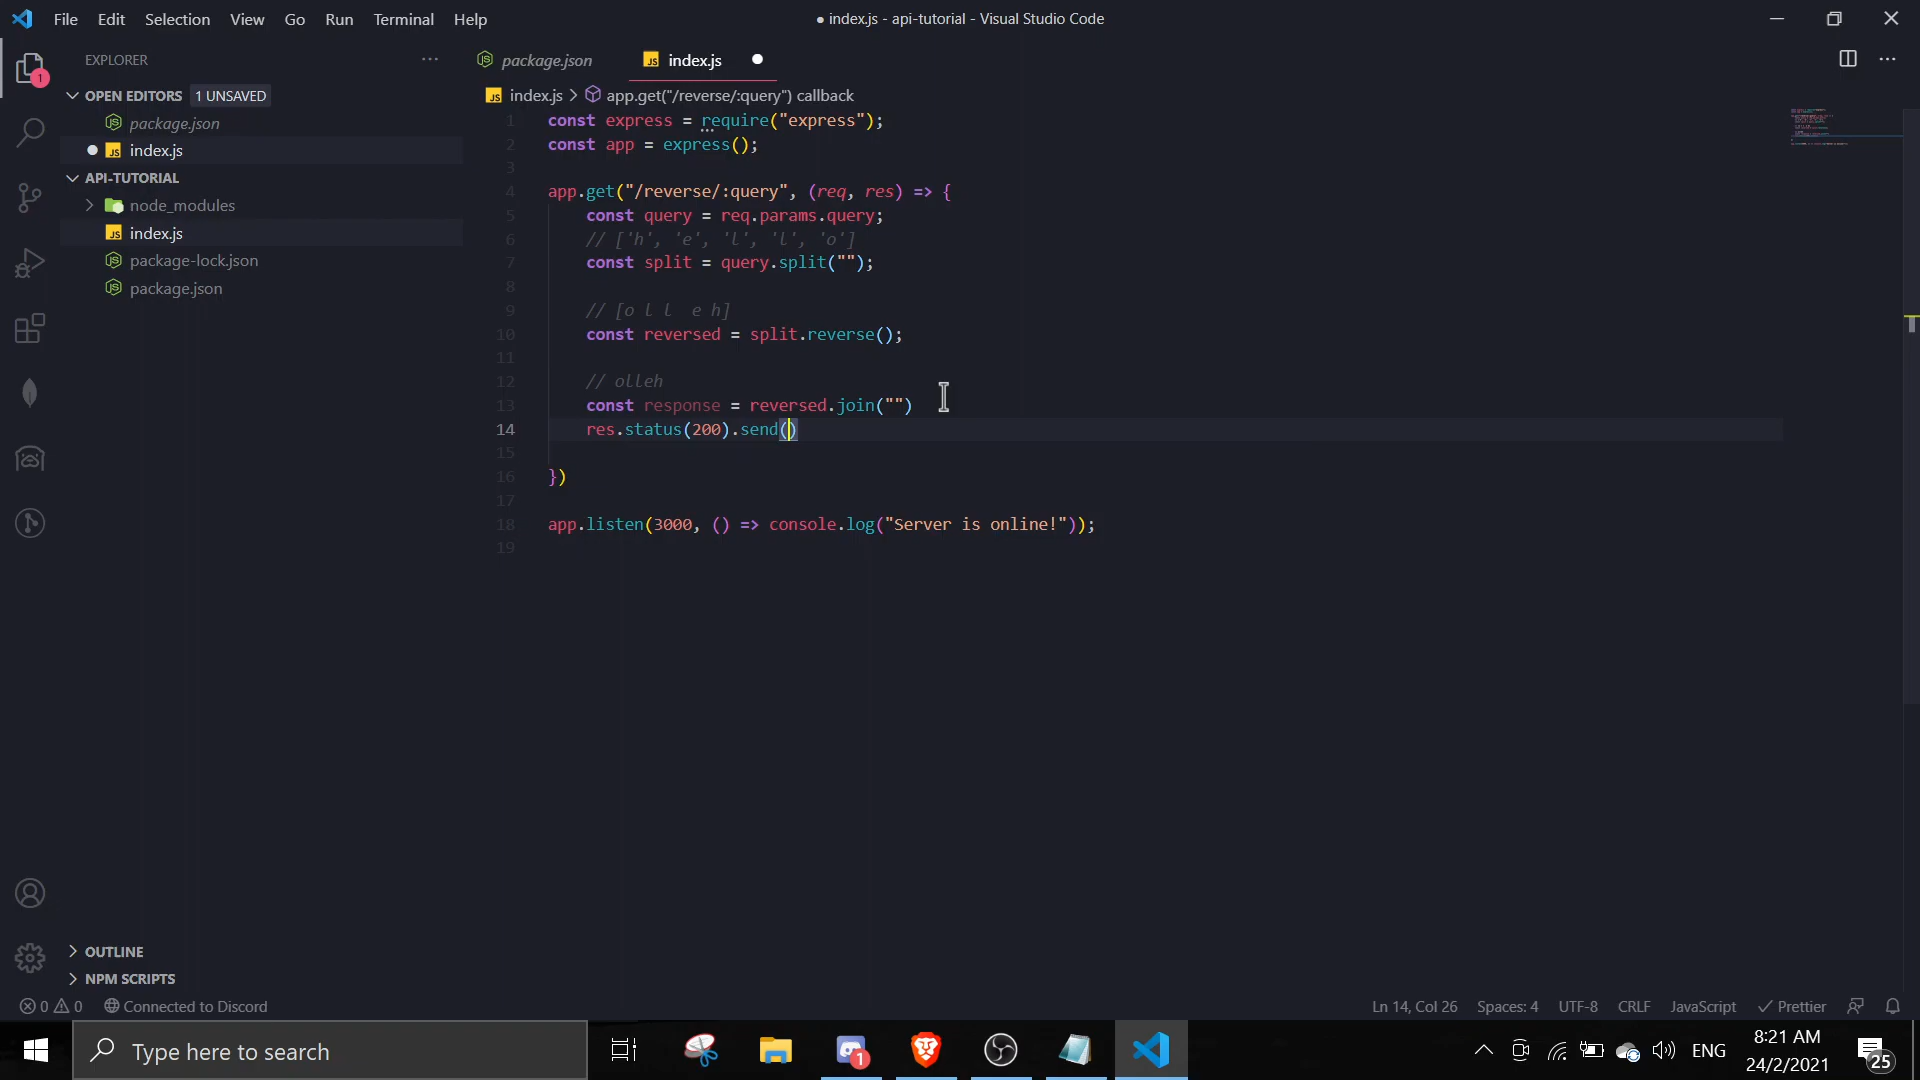 File Edit Selection View Go Run Terminal Help
● index.js - api-tutorial - Visual Studio Code
EXPLORER
package.json
index.js
1
OPEN EDITORS 1 UNSAVED
package.json
index.js
API-TUTORIAL
node_modules
index.js
package-lock.json
package.json
index.js > app.get("/reverse/:query") callback
1 const express = require("express");
2 const app = express();
3
4 app.get("/reverse/:query", (req, res) => {
5 const query = req.params.query;
6 // ['h', 'e', 'l', 'l', 'o']
7 const split = query.split("");
8
9 // [o l l  e h]
10 const reversed = split.reverse();
11
12 // olleh
13 const response = reversed.join("")
14 res.status(200).send()
15
16 })
17
18 app.listen(3000, () => console.log("Server is online!"));
19
OUTLINE
NPM SCRIPTS
0 0 Connected to Discord
Ln 14, Col 26 Spaces: 4 UTF-8 CRLF JavaScript Prettier
Type here to search
1
ENG
8:21 AM
24/2/2021
25